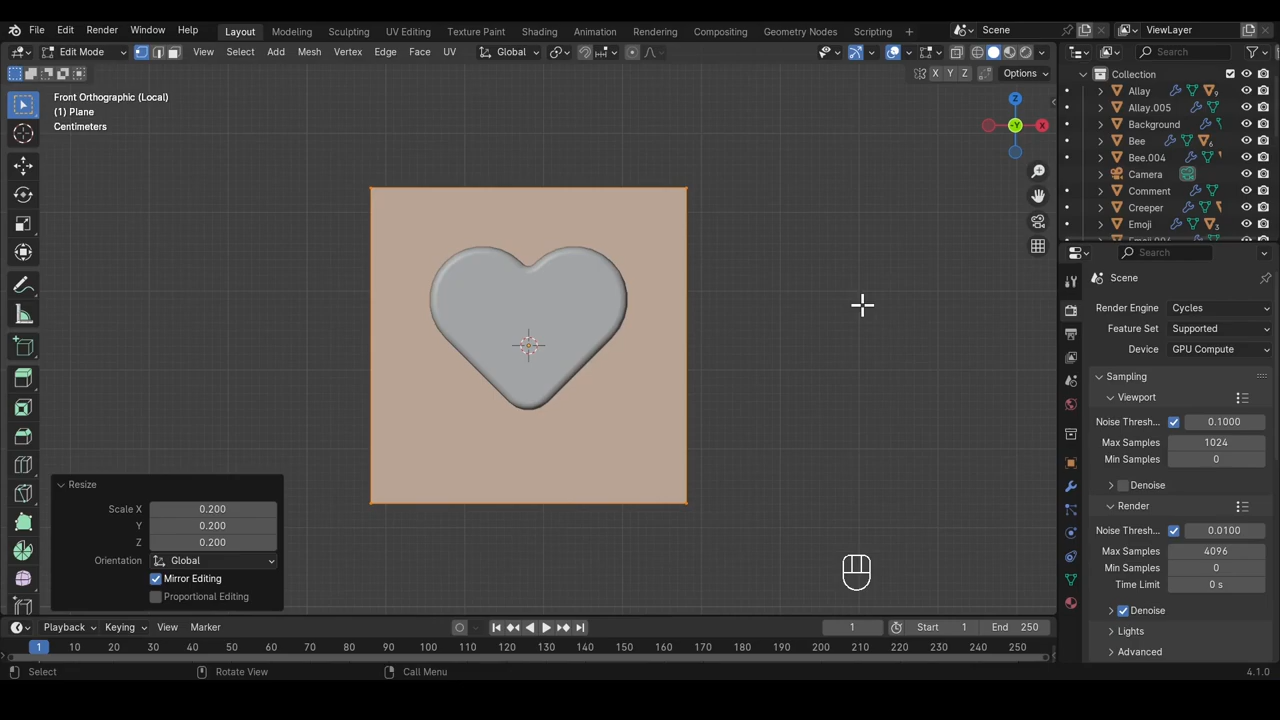 File Edit Render Window Help Layout Modeling Sculpting UV Editing Texture Paint Shading Animation Rendering Compositing Geometry Nodes Scripting + Scene ViewLayer
Edit Mode View Select Add Mesh Vertex Edge Face UV Global Search
X Y Z Options
Front Orthographic (Local)
(1) Plane
Centimeters
Z
-Y
X
Collection
Allay 9
Allay.005
Background
Bee 6
Bee.004
Camera
Comment
Creeper
Emoji 3
Search
Scene
Render Engine Cycles
Feature Set Supported
Device GPU Compute
Sampling
Viewport
Noise Thresh... 0.1000
Max Samples 1024
Min Samples 0
Denoise
Render
Noise Thresh... 0.0100
Max Samples 4096
Min Samples 0
Time Limit 0 s
Denoise
Lights
Advanced
Resize
Scale X 0.200
Y 0.200
Z 0.200
Orientation Global
Mirror Editing
Proportional Editing
Playback Keying View Marker 1 Start 1 End 250
1 10 20 30 40 50 60 70 80 90 100 110 120 130 140 150 160 170 180 190 200 210 220 230 240 250
Select Rotate View Call Menu 4.1.0